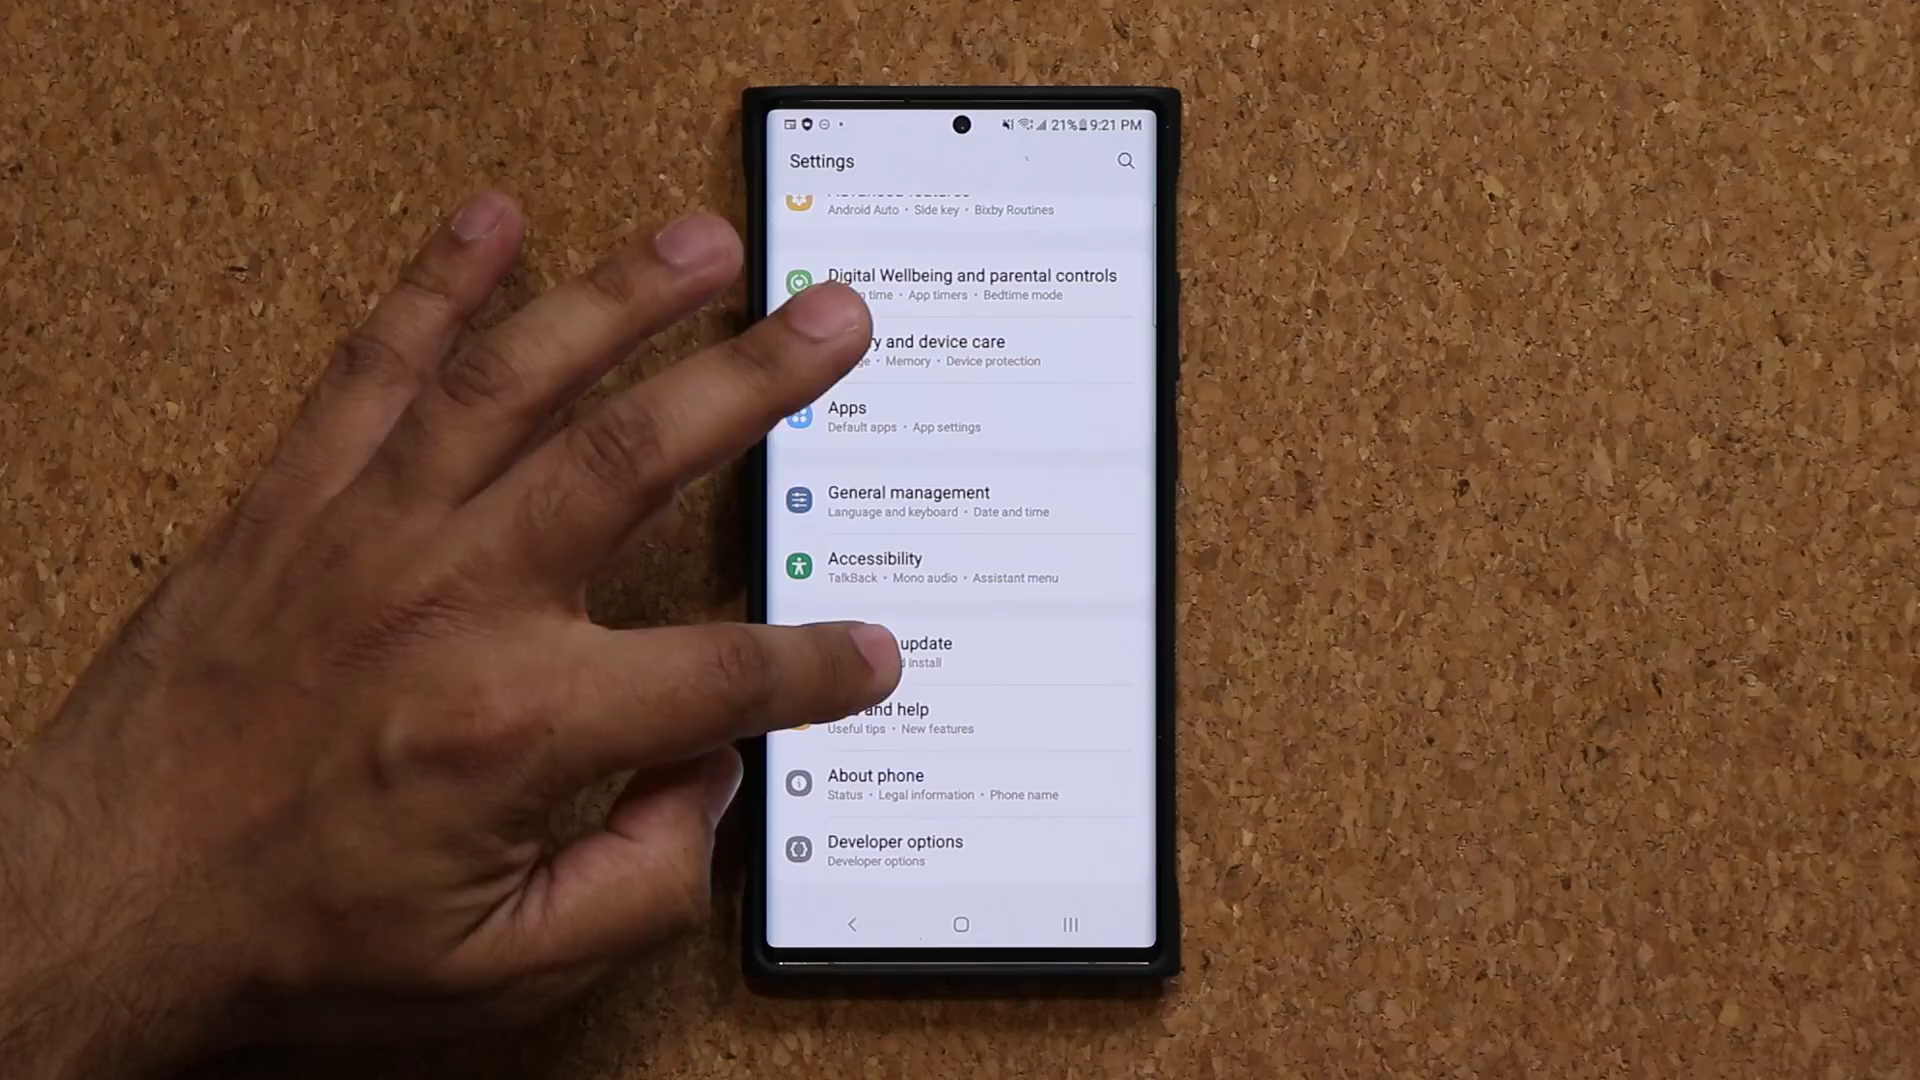 21% 9:21 PM
Settings
Advanced features
Android Auto • Side key • Bixby Routines
Digital Wellbeing and parental controls
time • App timers • Bedtime mode
and device care
• Memory • Device protection
Apps
Default apps • App settings
General management
Language and keyboard • Date and time
Accessibility
TalkBack • Mono audio • Assistant menu
update
install
and help
Useful tips • New features
About phone
Status • Legal information • Phone name
Developer options
Developer options